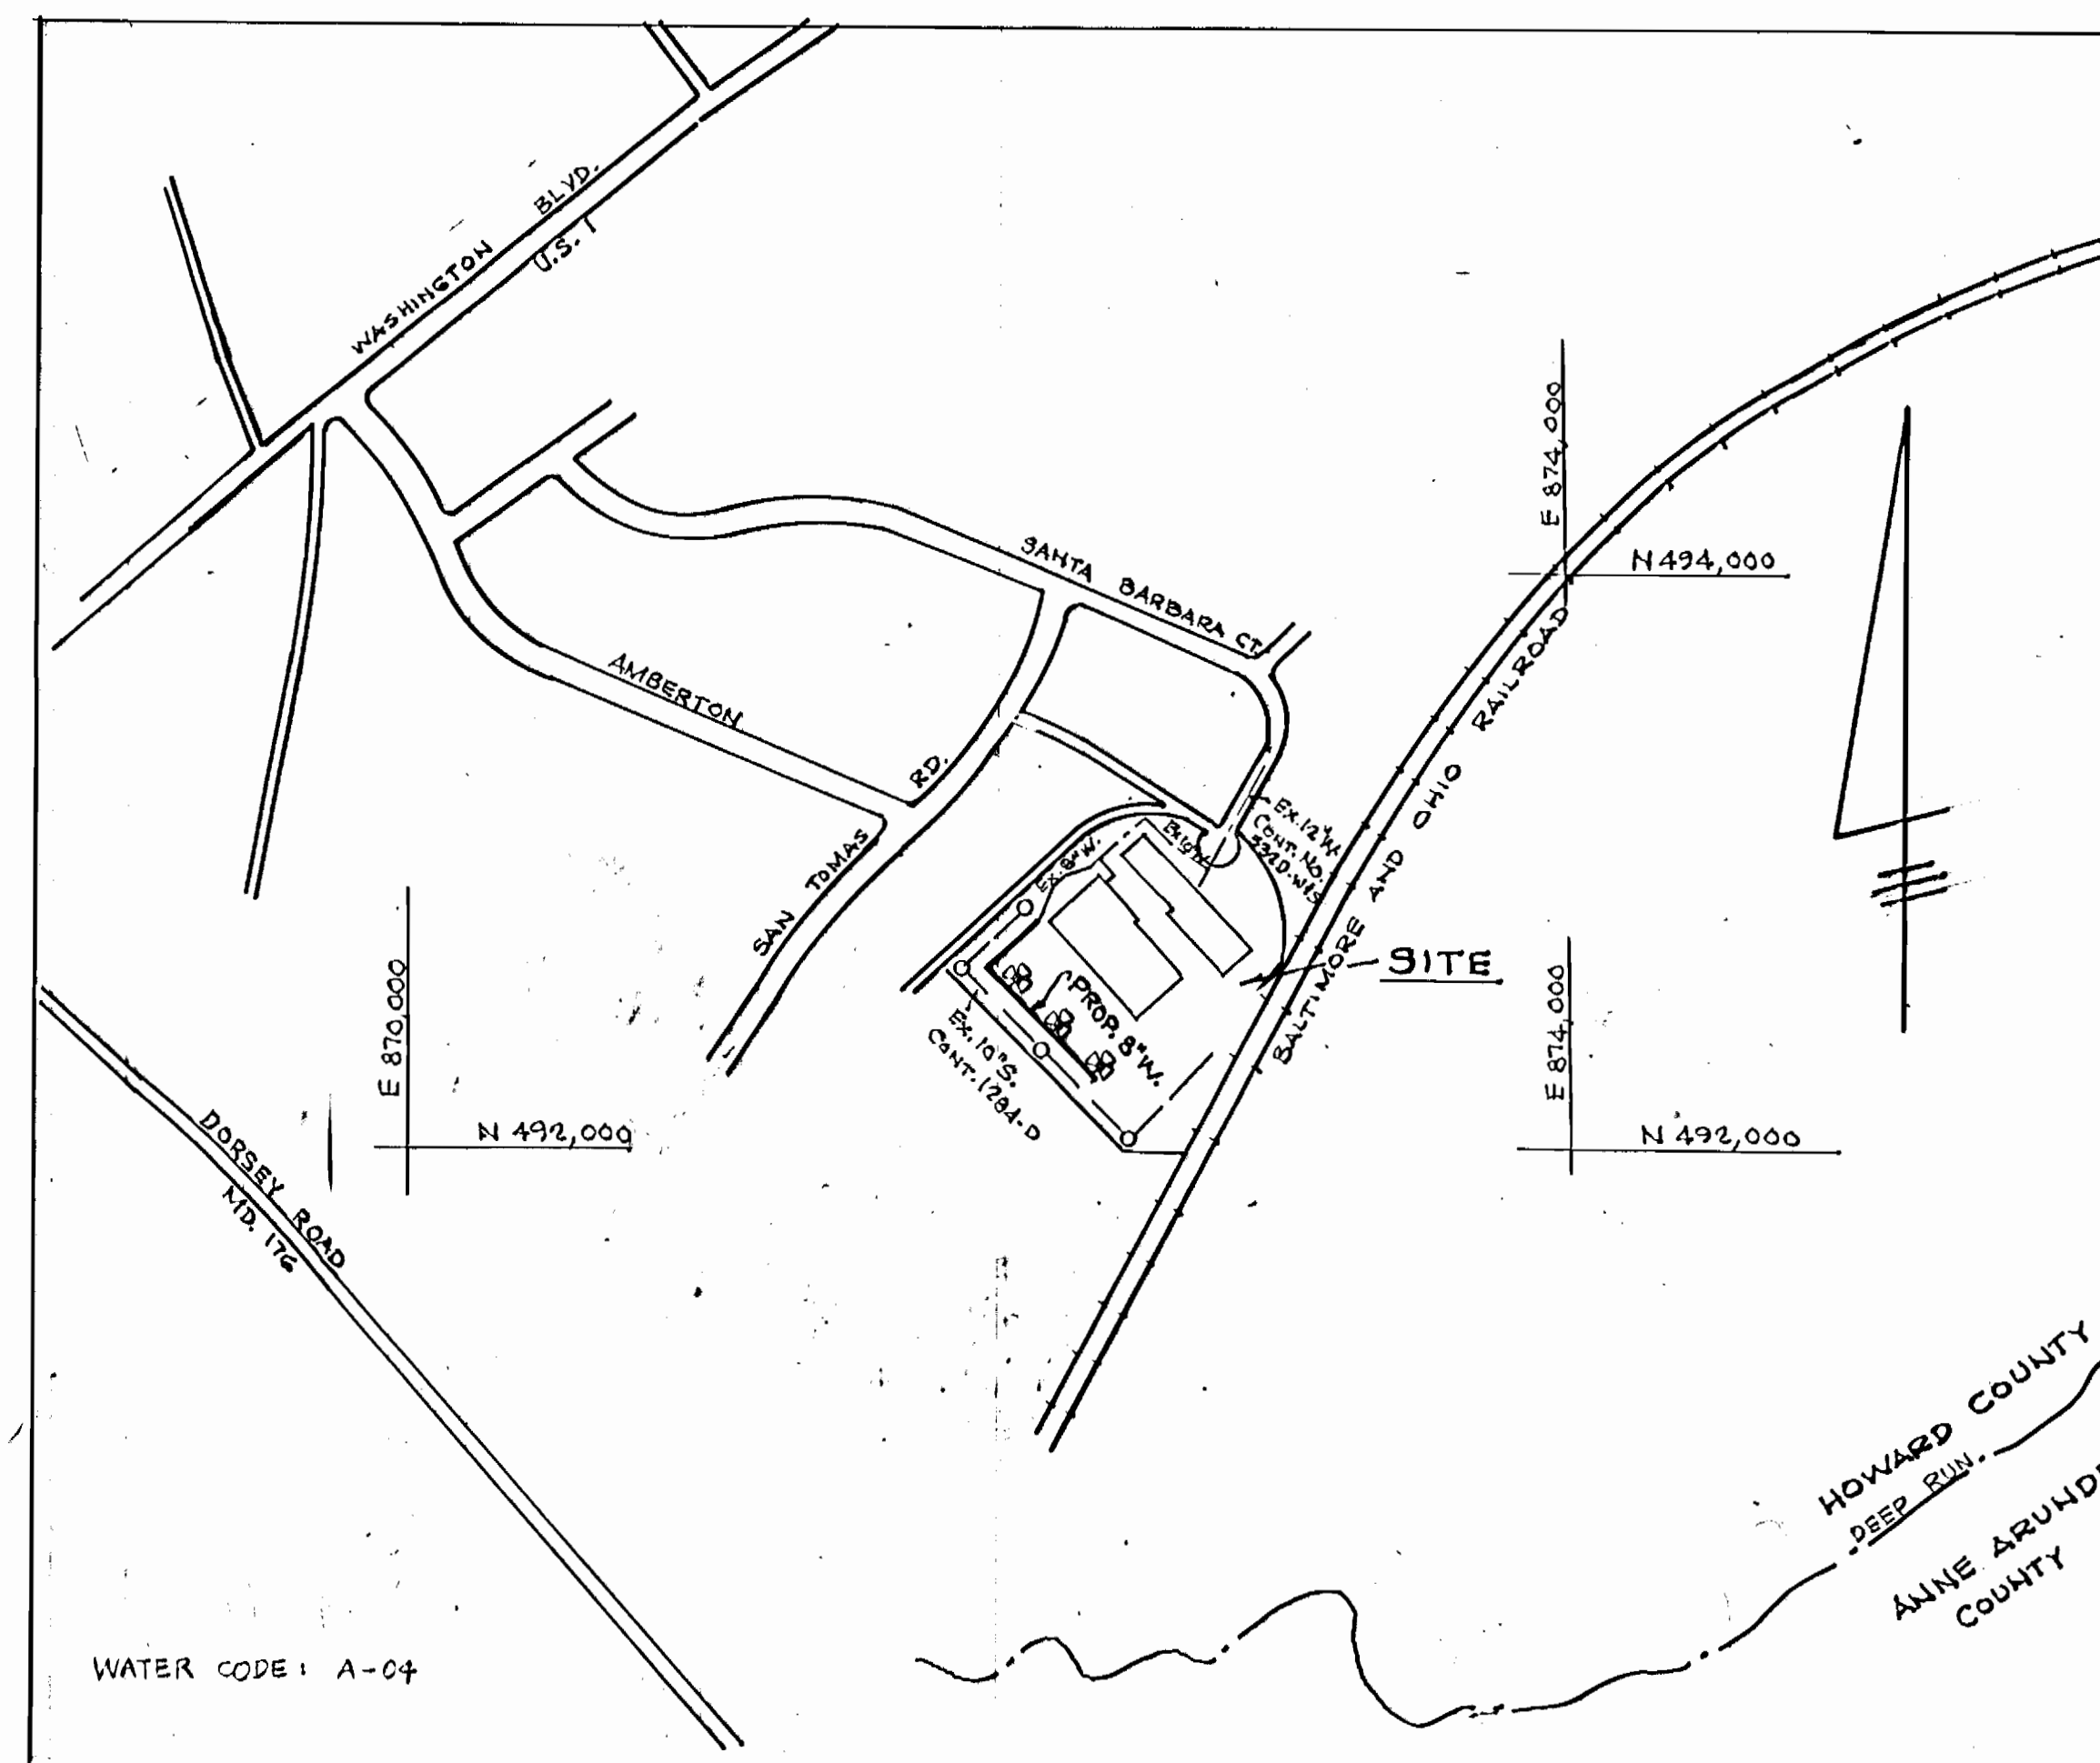 WASHINGTON BLVD.
U.S. 1
E 874,000
N 494,000
SANTA BARBARA CT.
AMBERTON
RD.
SAN TOMAS
BALTIMORE AND OHIO RAILROAD
EX. 12" W.
CONT. NO.
EX. 8" W.
SITE
PROP. 8" W.
EX. 10" S.
CONT. 1284-D
E 870,000
N 492,000
E 874,000
N 492,000
DORSEY ROAD
MD. 176
HOWARD COUNTY
DEEP RUN
ANNE ARUND
COUNTY
WATER CODE: A-04